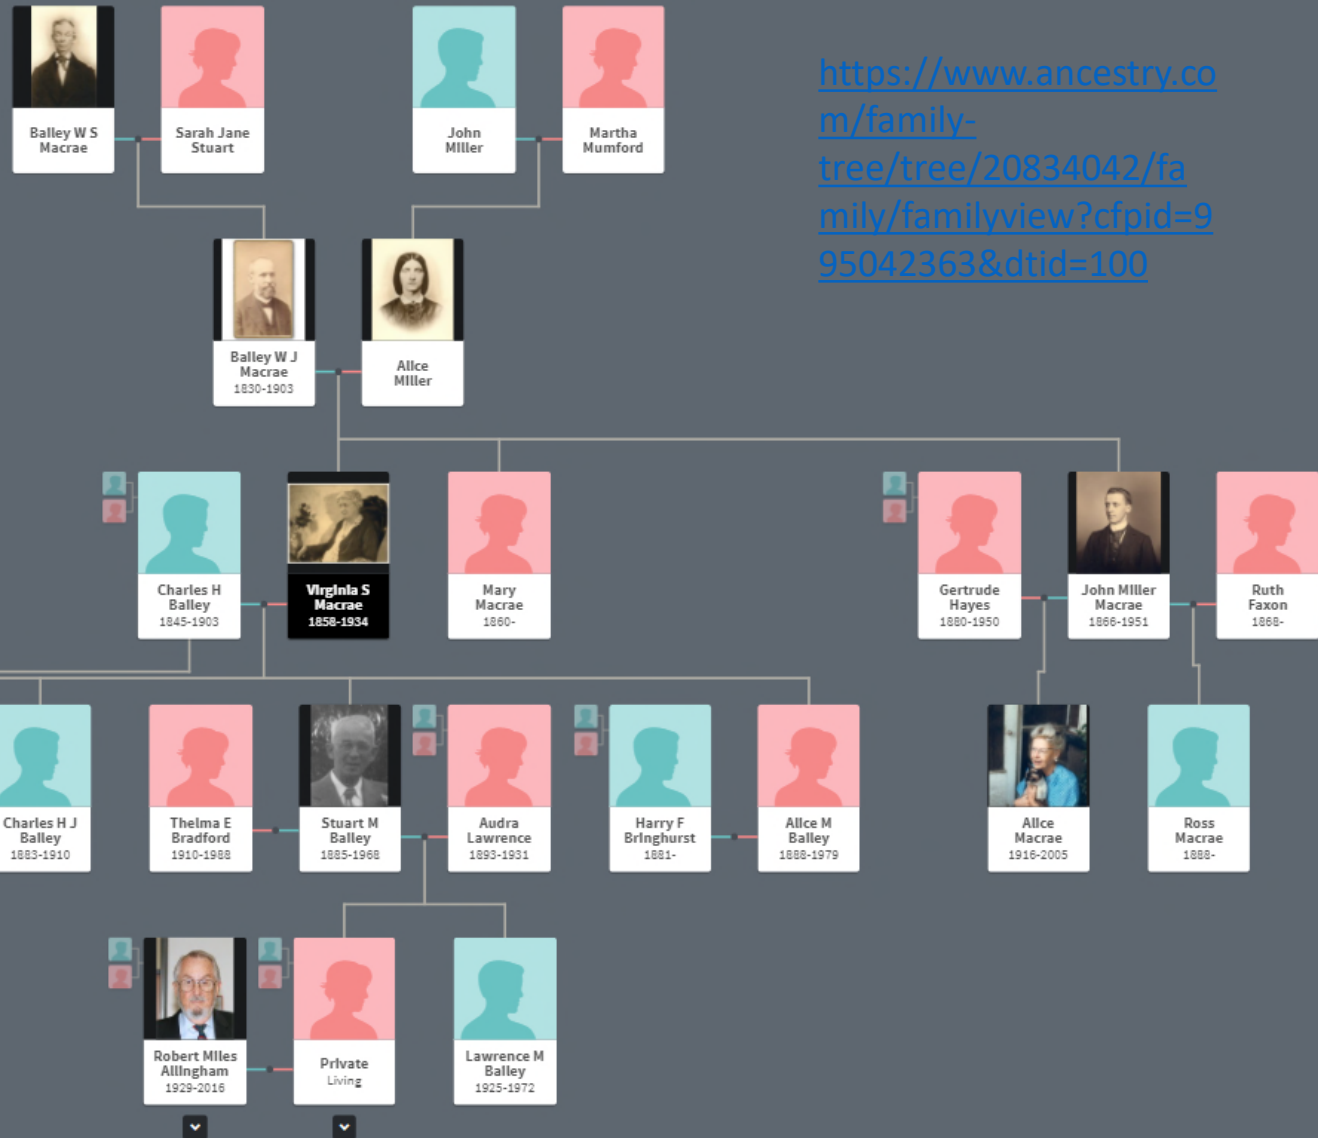 Bailey W S
Macrae
Sarah Jane
Stuart
John
Miller
Martha
Mumford
https://www.ancestry.co
m/family-
tree/tree/20834042/fa
mily/familyview?cfpid=9
95042363&dtid=100
Bailey W J
Macrae
1830-1903
Alice
Miller
Charles H
Bailey
1845-1903
Virginia S
Macrae
1858-1934
Mary
Macrae
1860-
Gertrude
Hayes
1880-1950
John Miller
Macrae
1866-1951
Ruth
Faxon
1868-
Charles H J
Bailey
1883-1910
Thelma E
Bradford
1910-1988
Stuart M
Bailey
1885-1968
Audra
Lawrence
1893-1931
Harry F
Bringhurst
1881-
Alice M
Bailey
1888-1979
Alice
Macrae
1916-2005
Ross
Macrae
1888-
Robert Miles
Allingham
1929-2016
Private
Living
Lawrence M
Bailey
1925-1972